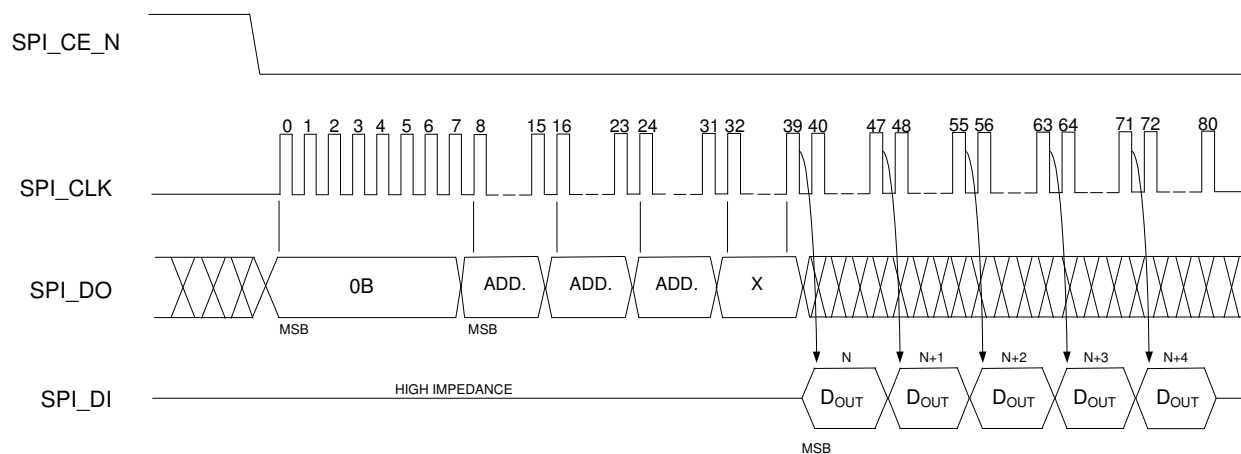 SPI_CE_N
0 1 2 3 4 5 6 7 8 15 16 23 24 31 32 39 40 47 48 55 56 63 64 71 72 80
SPI_CLK
SPI_DO
0B ADD. ADD. ADD. X
MSB MSB
N N+1 N+2 N+3 N+4
HIGH IMPEDANCE
SPI_DI
DOUT DOUT DOUT DOUT DOUT
MSB